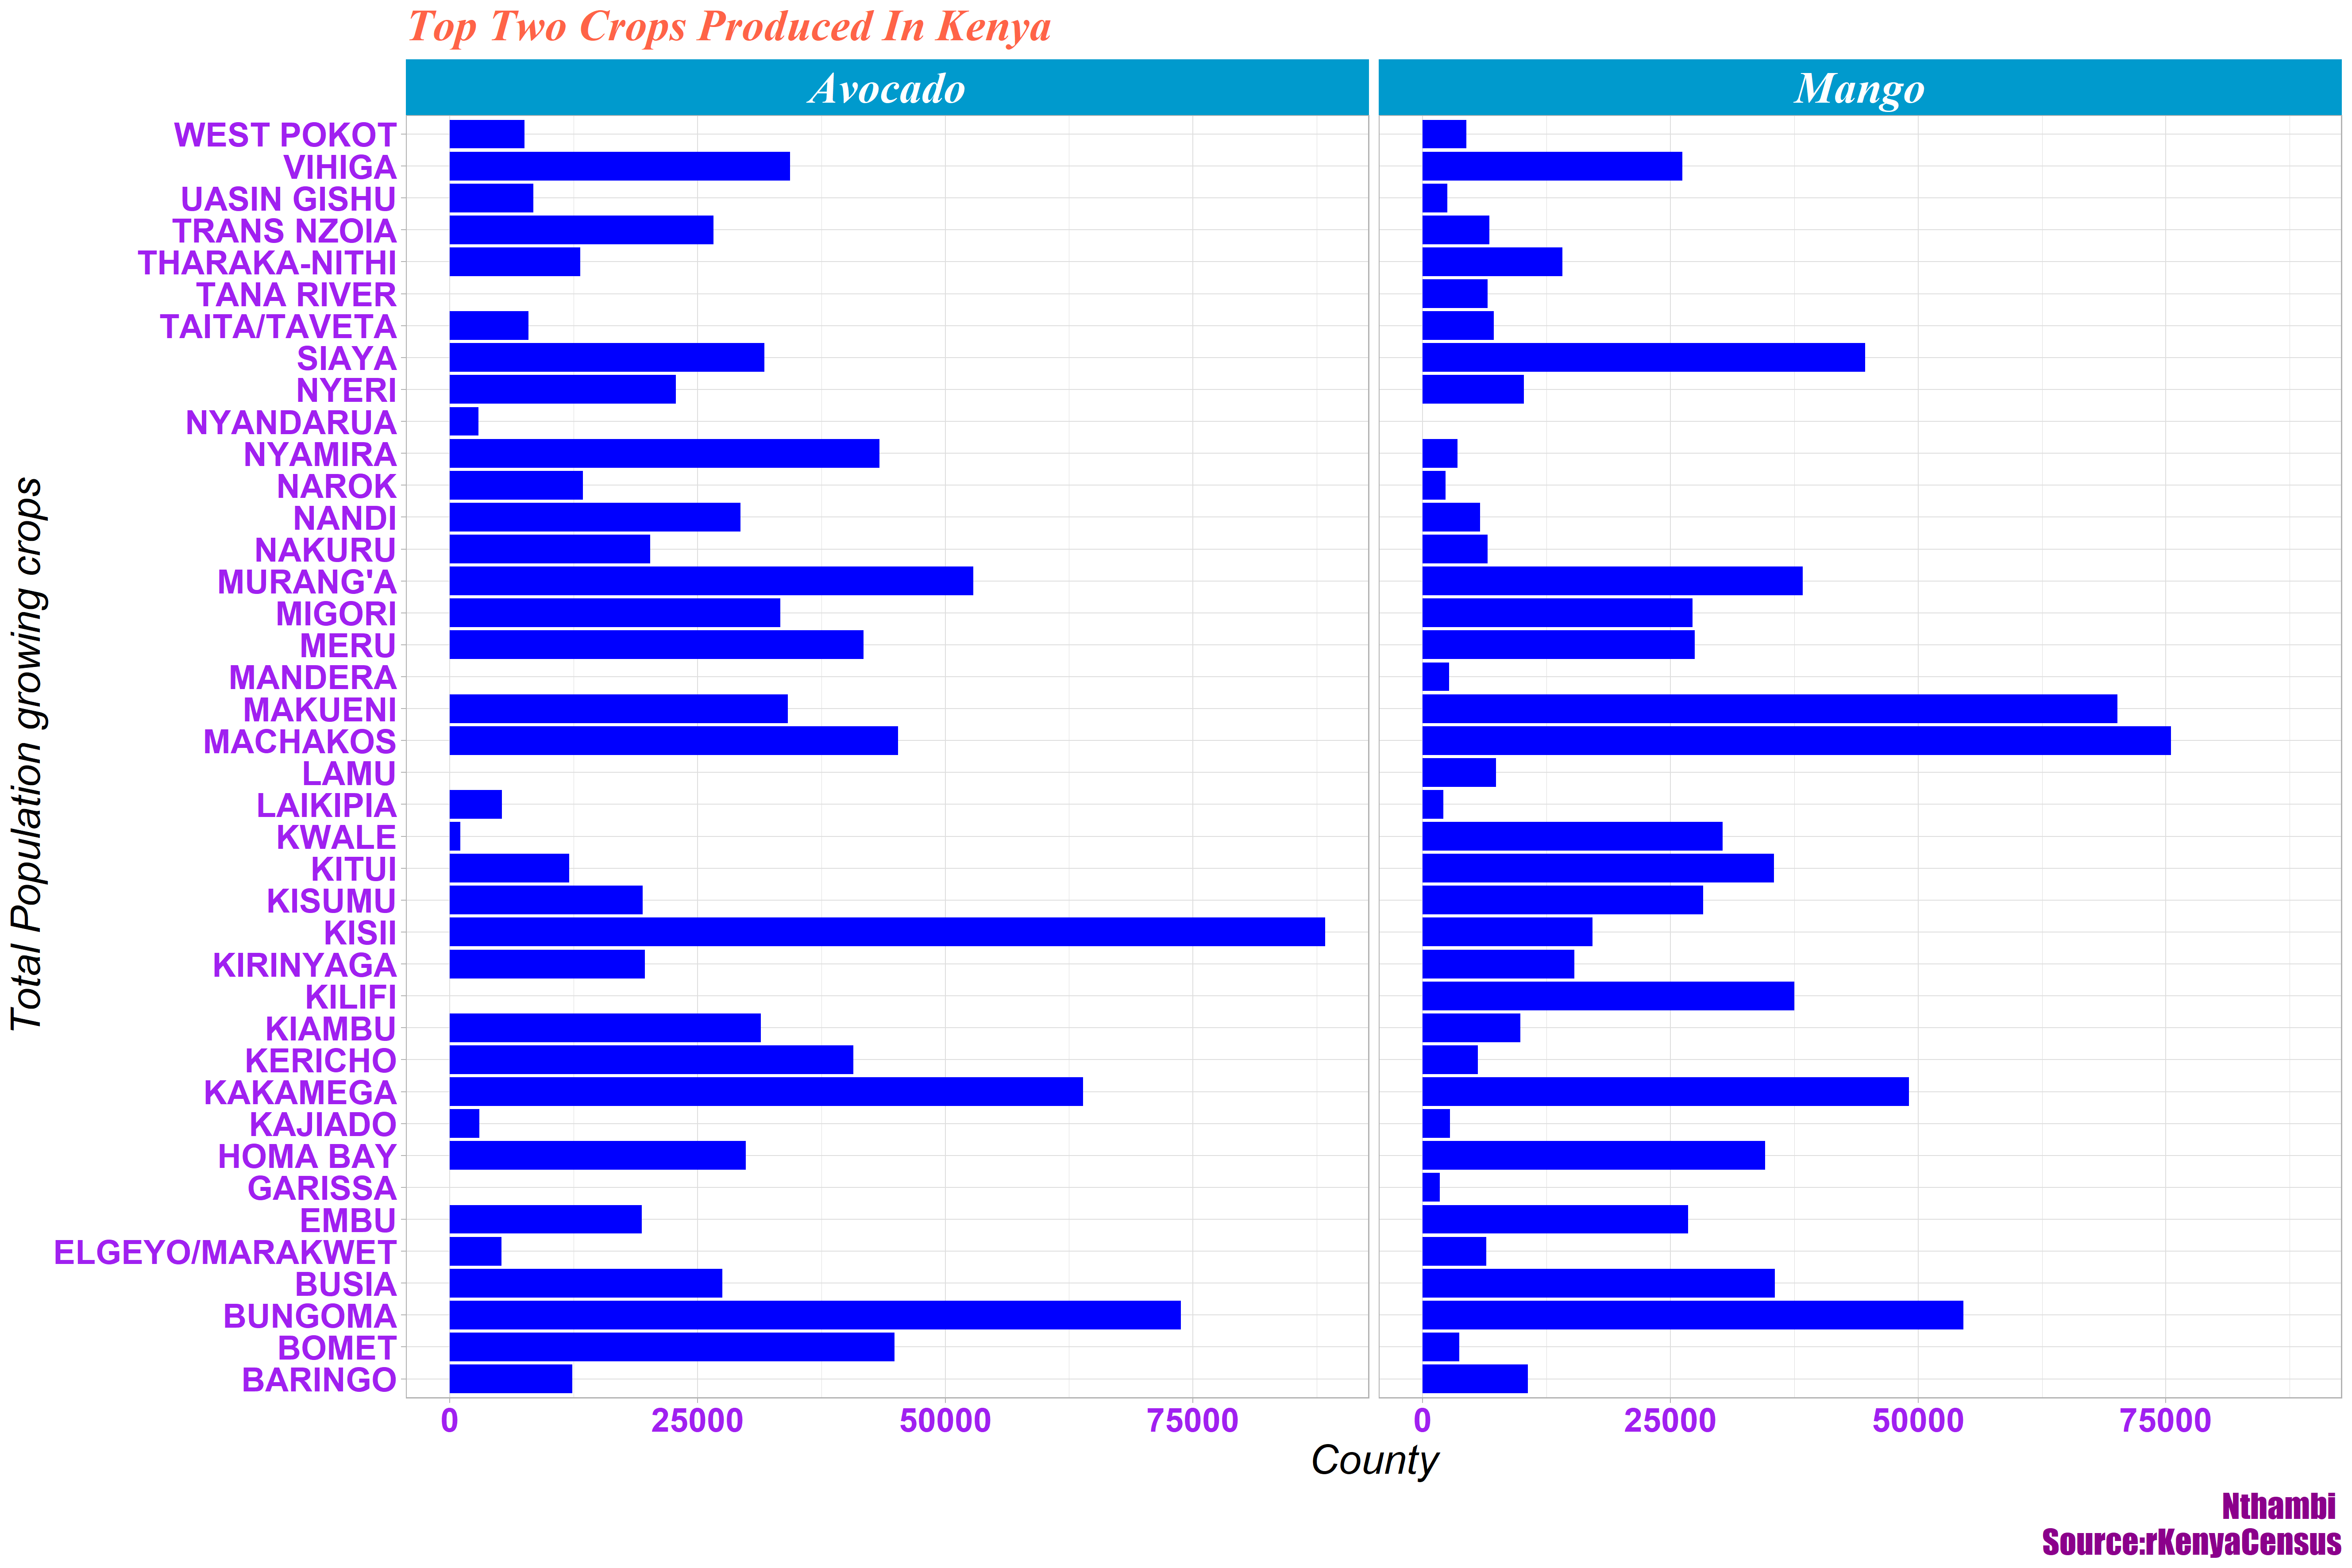 Top Two Crops Produced In Kenya
Avocado
Mango
WEST POKOT
VIHIGA
UASIN GISHU
TRANS NZOIA
THARAKA-NITHI
TANA RIVER
TAITA/TAVETA
SIAYA
NYERI
NYANDARUA
NYAMIRA
NAROK
NANDI
NAKURU
MURANG'A
MIGORI
MERU
MANDERA
MAKUENI
MACHAKOS
LAMU
LAIKIPIA
KWALE
KITUI
KISUMU
KISII
KIRINYAGA
KILIFI
KIAMBU
KERICHO
KAKAMEGA
KAJIADO
HOMA BAY
GARISSA
EMBU
ELGEYO/MARAKWET
BUSIA
BUNGOMA
BOMET
BARINGO
Total Population growing crops
0 25000 50000 75000
0 25000 50000 75000
County
Nthambi
Source:rKenyaCensus